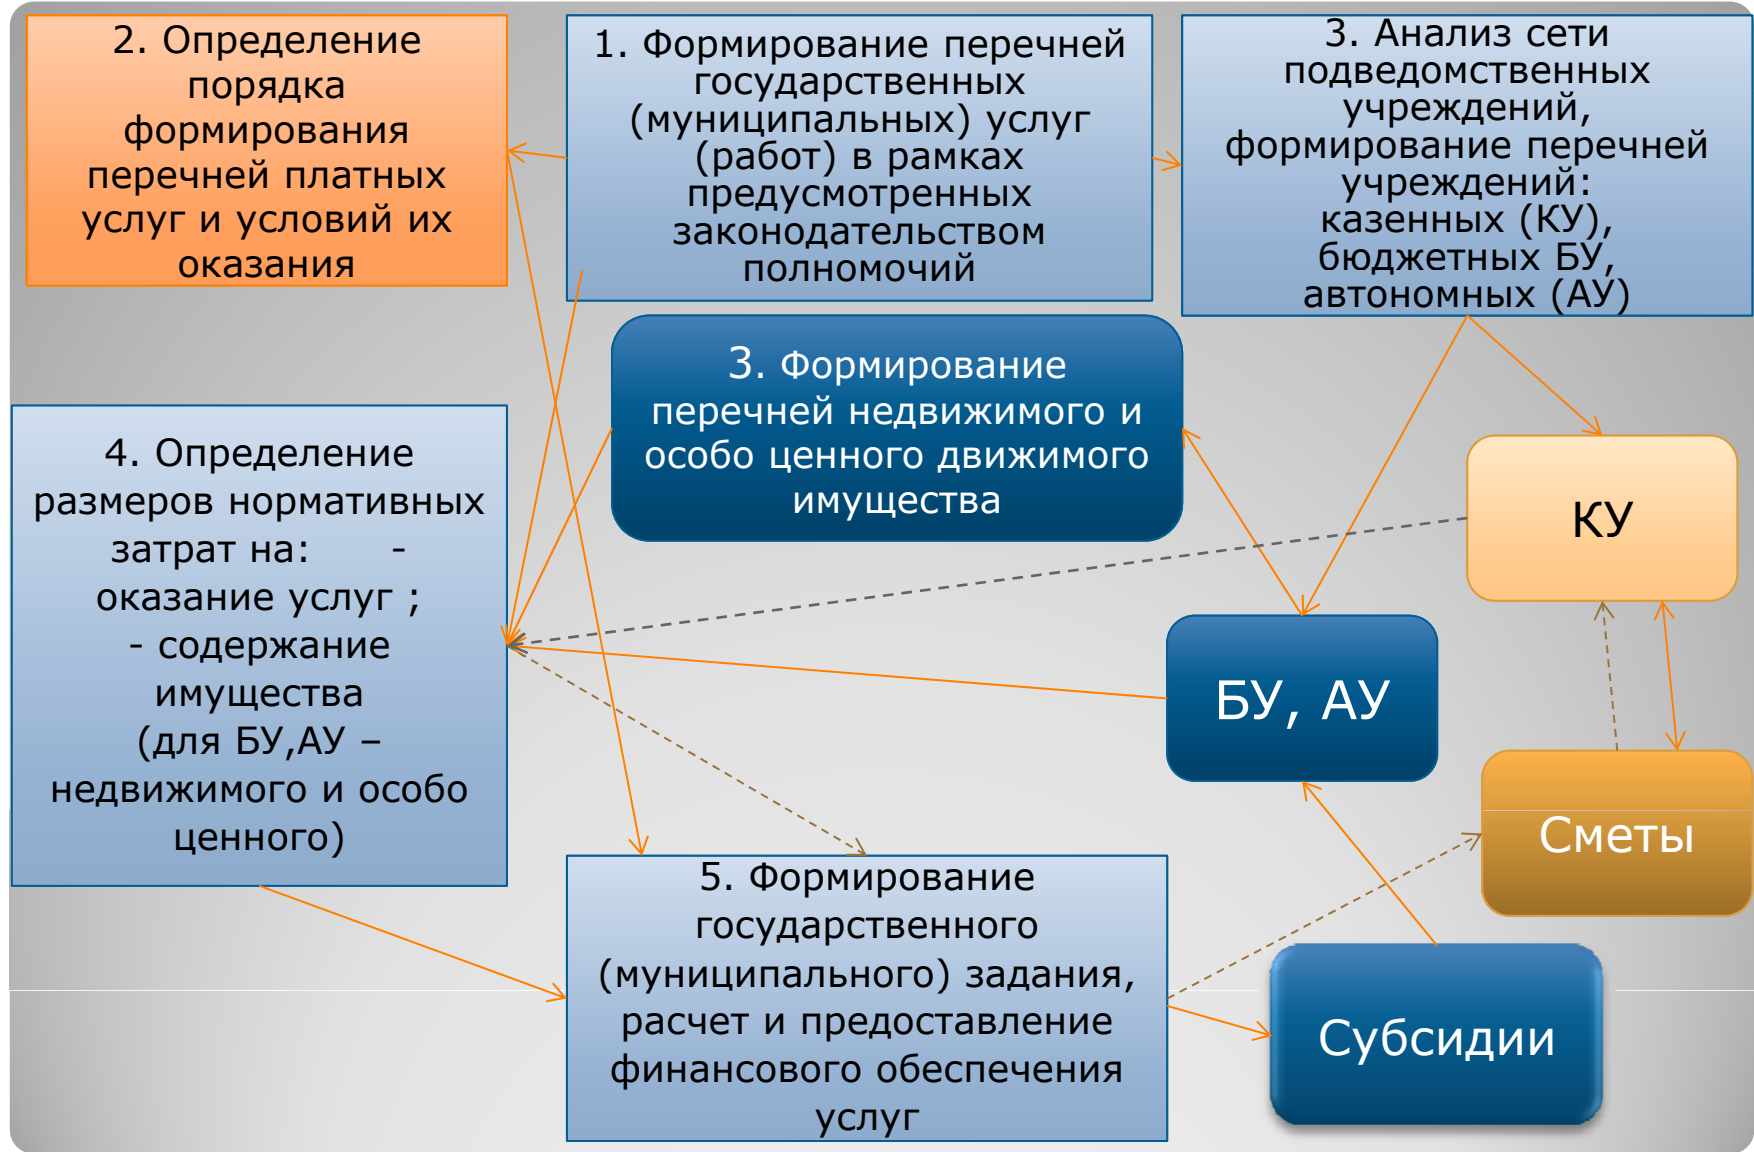 2. Определение
порядка
формирования
перечней платных
услуг и условий их
оказания
1. Формирование перечней
государственных
(муниципальных) услуг
(работ) в рамках
предусмотренных
законодательством
полномочий
3. Анализ сети
подведомственных
учреждений,
формирование перечней
учреждений:
казенных (КУ),
бюджетных БУ,
автономных (АУ)
3. Формирование
перечней недвижимого и
особо ценного движимого
имущества
4. Определение
размеров нормативных
затрат на: -
оказание услуг ;
- содержание
имущества
(для БУ,АУ –
недвижимого и особо
ценного)
КУ
БУ, АУ
Сметы
5. Формирование
государственного
(муниципального) задания,
расчет и предоставление
финансового обеспечения
услуг
Субсидии